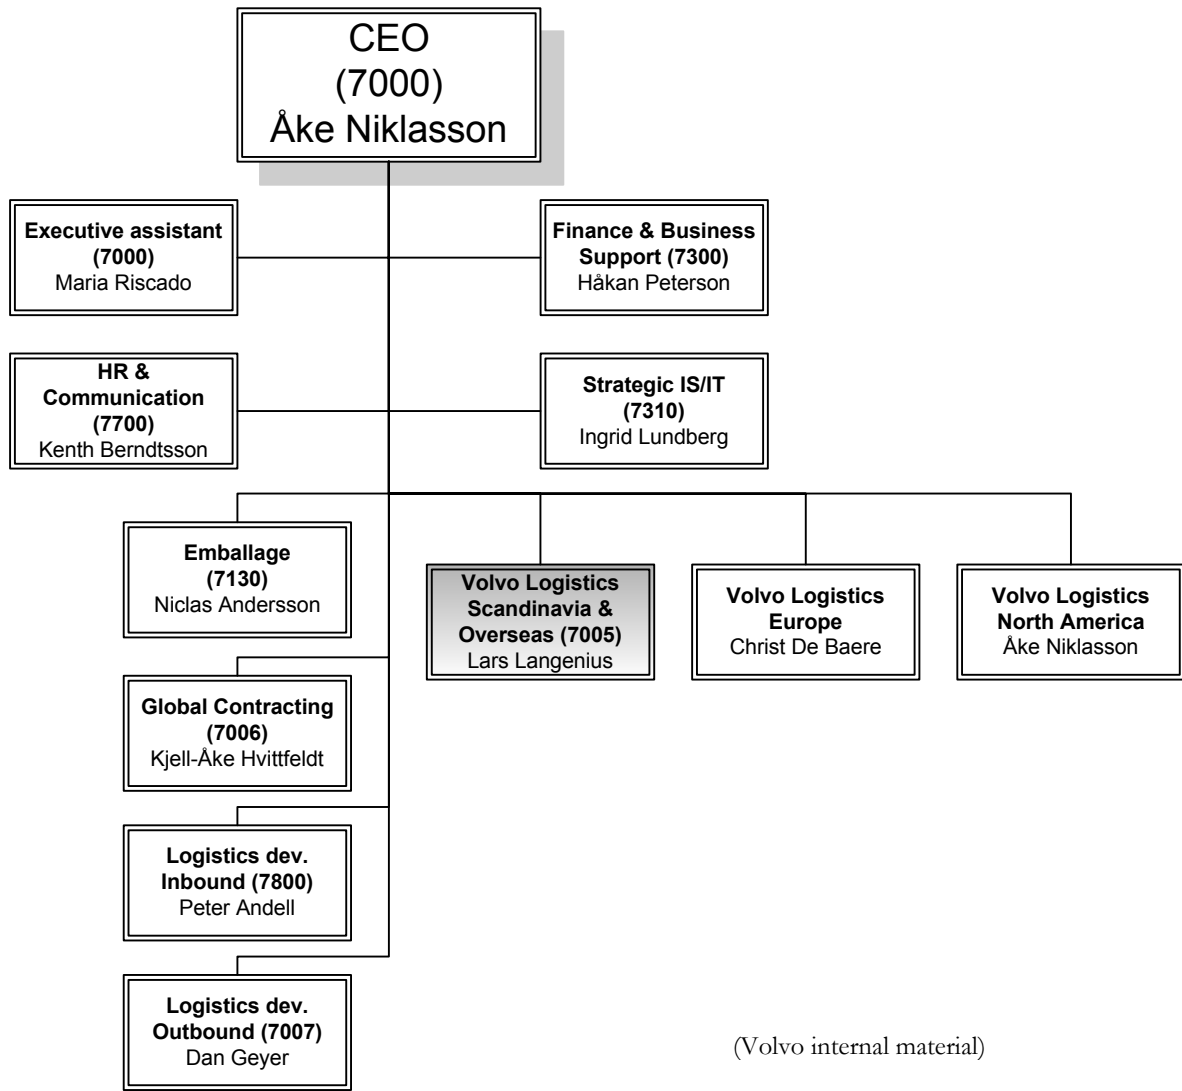 CEO
(7000)
Åke Niklasson
Executive assistant
(7000)
Maria Riscado
Finance & Business
Support (7300)
Håkan Peterson
HR &
Communication
(7700)
Kenth Berndtsson
Strategic IS/IT
(7310)
Ingrid Lundberg
Emballage
(7130)
Niclas Andersson
Volvo Logistics
Scandinavia &
Overseas (7005)
Lars Langenius
Volvo Logistics
Europe
Christ De Baere
Volvo Logistics
North America
Åke Niklasson
Global Contracting
(7006)
Kjell-Åke Hvittfeldt
Logistics dev.
Inbound (7800)
Peter Andell
Logistics dev.
Outbound (7007)
Dan Geyer
(Volvo internal material)